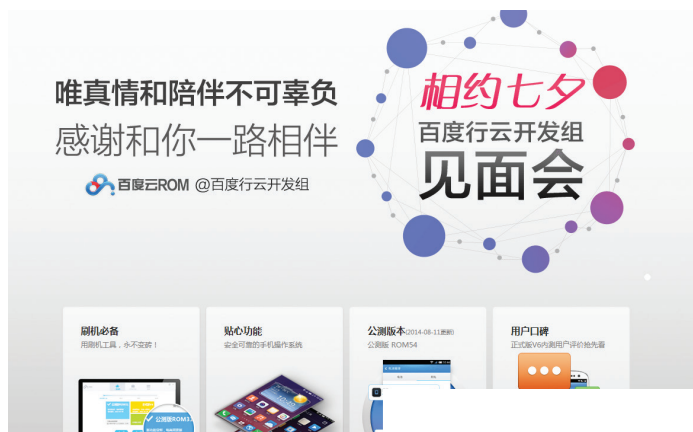 唯真情和陪伴不可辜负
感谢和你一路相伴
百度云ROM @百度行云开发组
相约七夕
百度行云开发组
见面会
刷机必备
用刷机工具，永不变砖！
贴心功能
安全可靠的手机操作系统
公测版本(2014-08-11更新)
公测版 ROM54
用户口碑
正式版V6内测用户评价抢先看
公测版ROM3